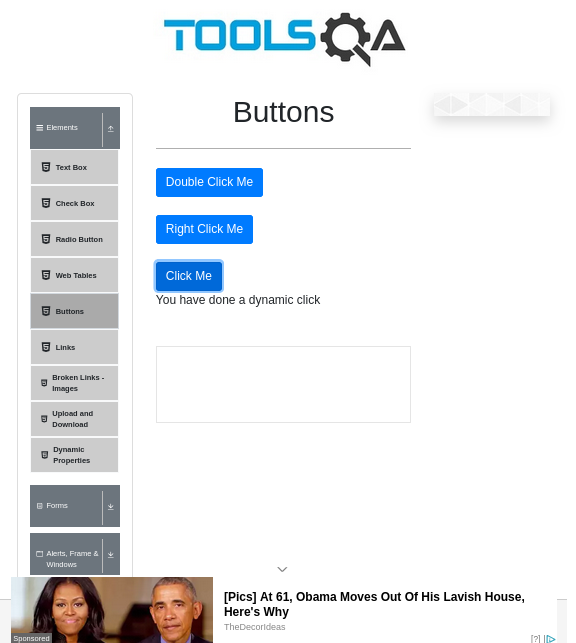 TOOLSQA
Elements
Text Box
Check Box
Radio Button
Web Tables
Buttons
Links
Broken Links -
Images
Upload and
Download
Dynamic
Properties
Forms
Alerts, Frame &
Windows
Buttons
Double Click Me
Right Click Me
Click Me
You have done a dynamic click
Sponsored
[Pics] At 61, Obama Moves Out Of His Lavish House,
Here's Why
TheDecorIdeas
[?]